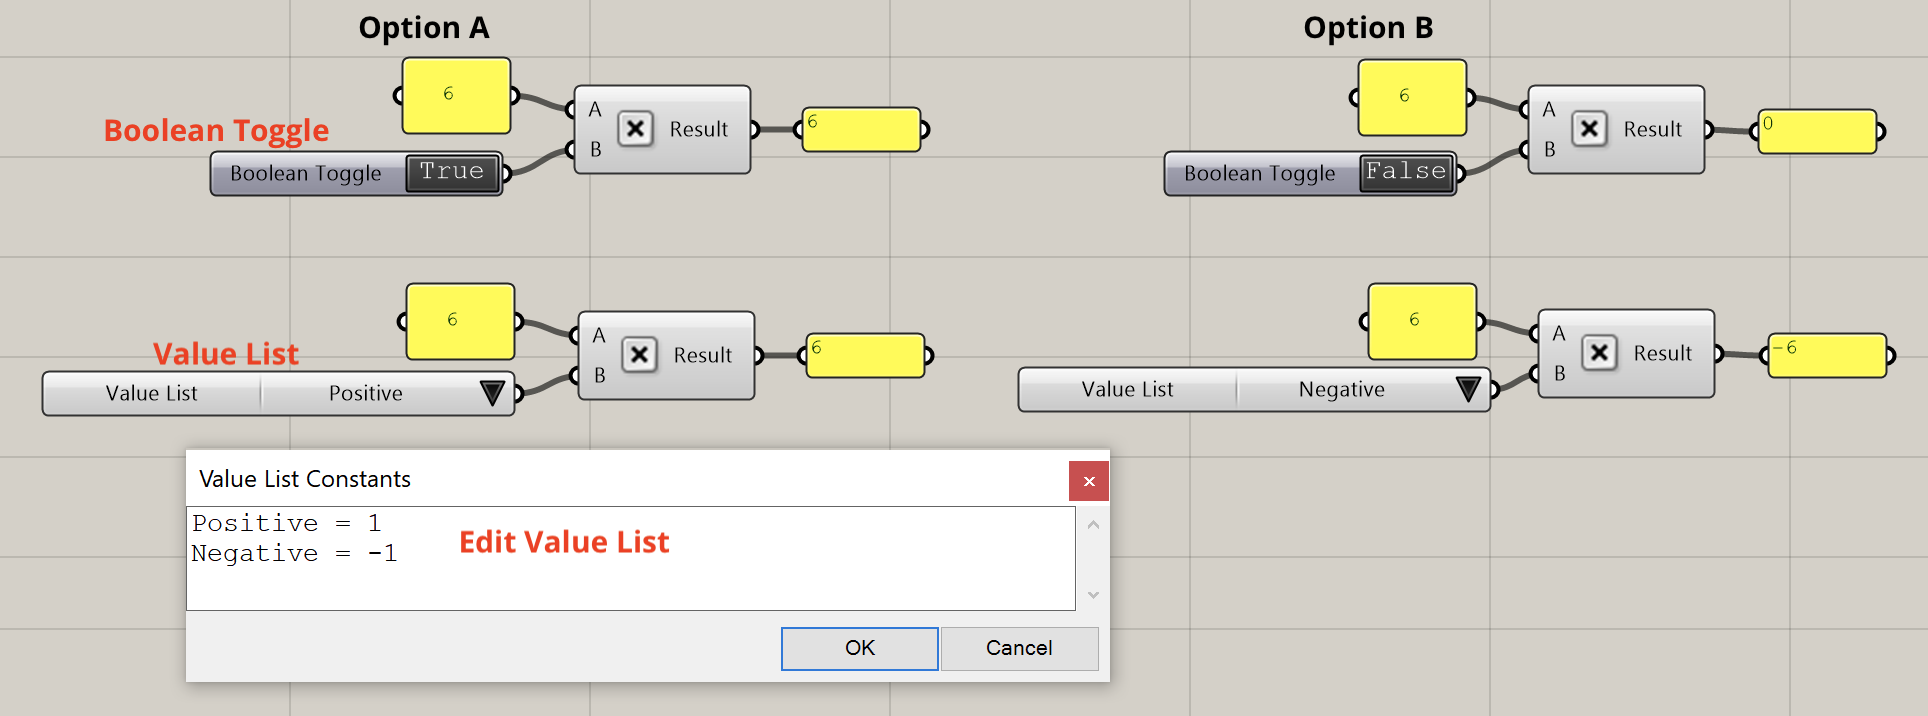 Option A
Option B
6
A
B
Result
6
Boolean Toggle
Boolean Toggle True
6
A
B
Result
0
Boolean Toggle False
6
A
B
Result
6
Value List
Value List Positive
6
A
B
Result
-6
Value List Negative
Value List Constants
Positive = 1
Negative = -1
Edit Value List
OK
Cancel